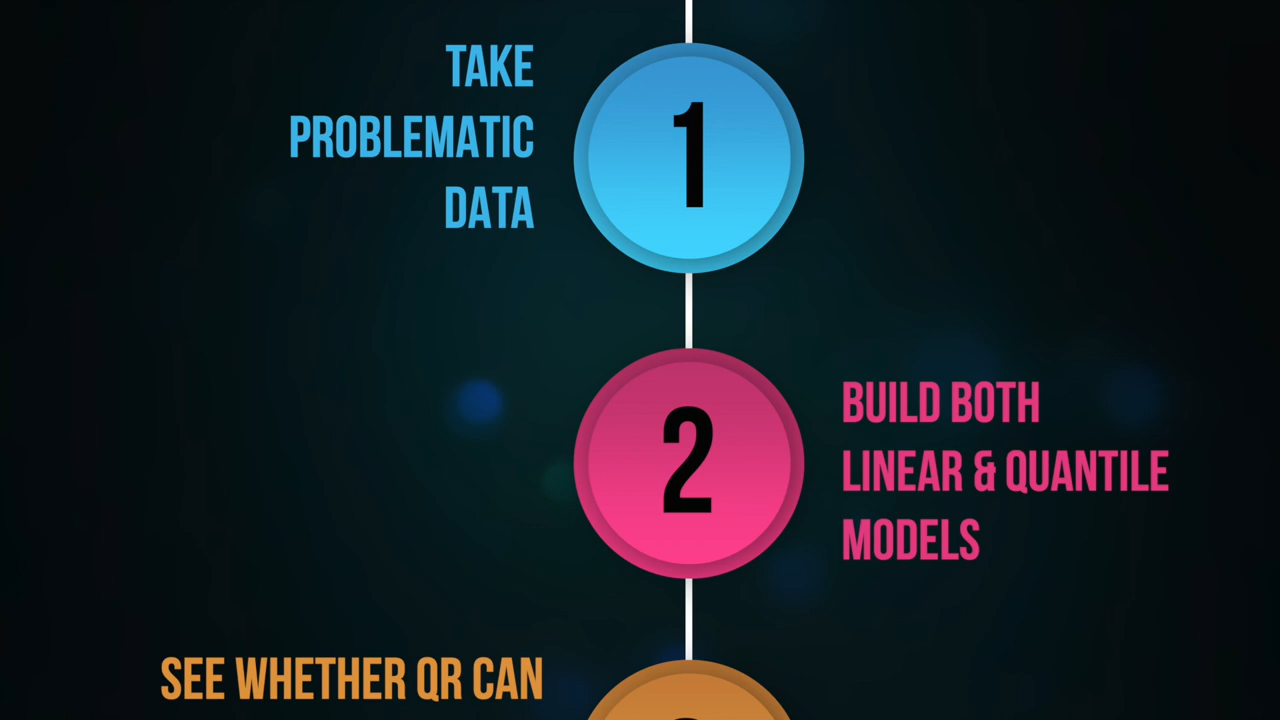 TAKE
PROBLEMATIC
DATA
1
2
BUILD BOTH
LINEAR & QUANTILE
MODELS
SEE WHETHER QR CAN